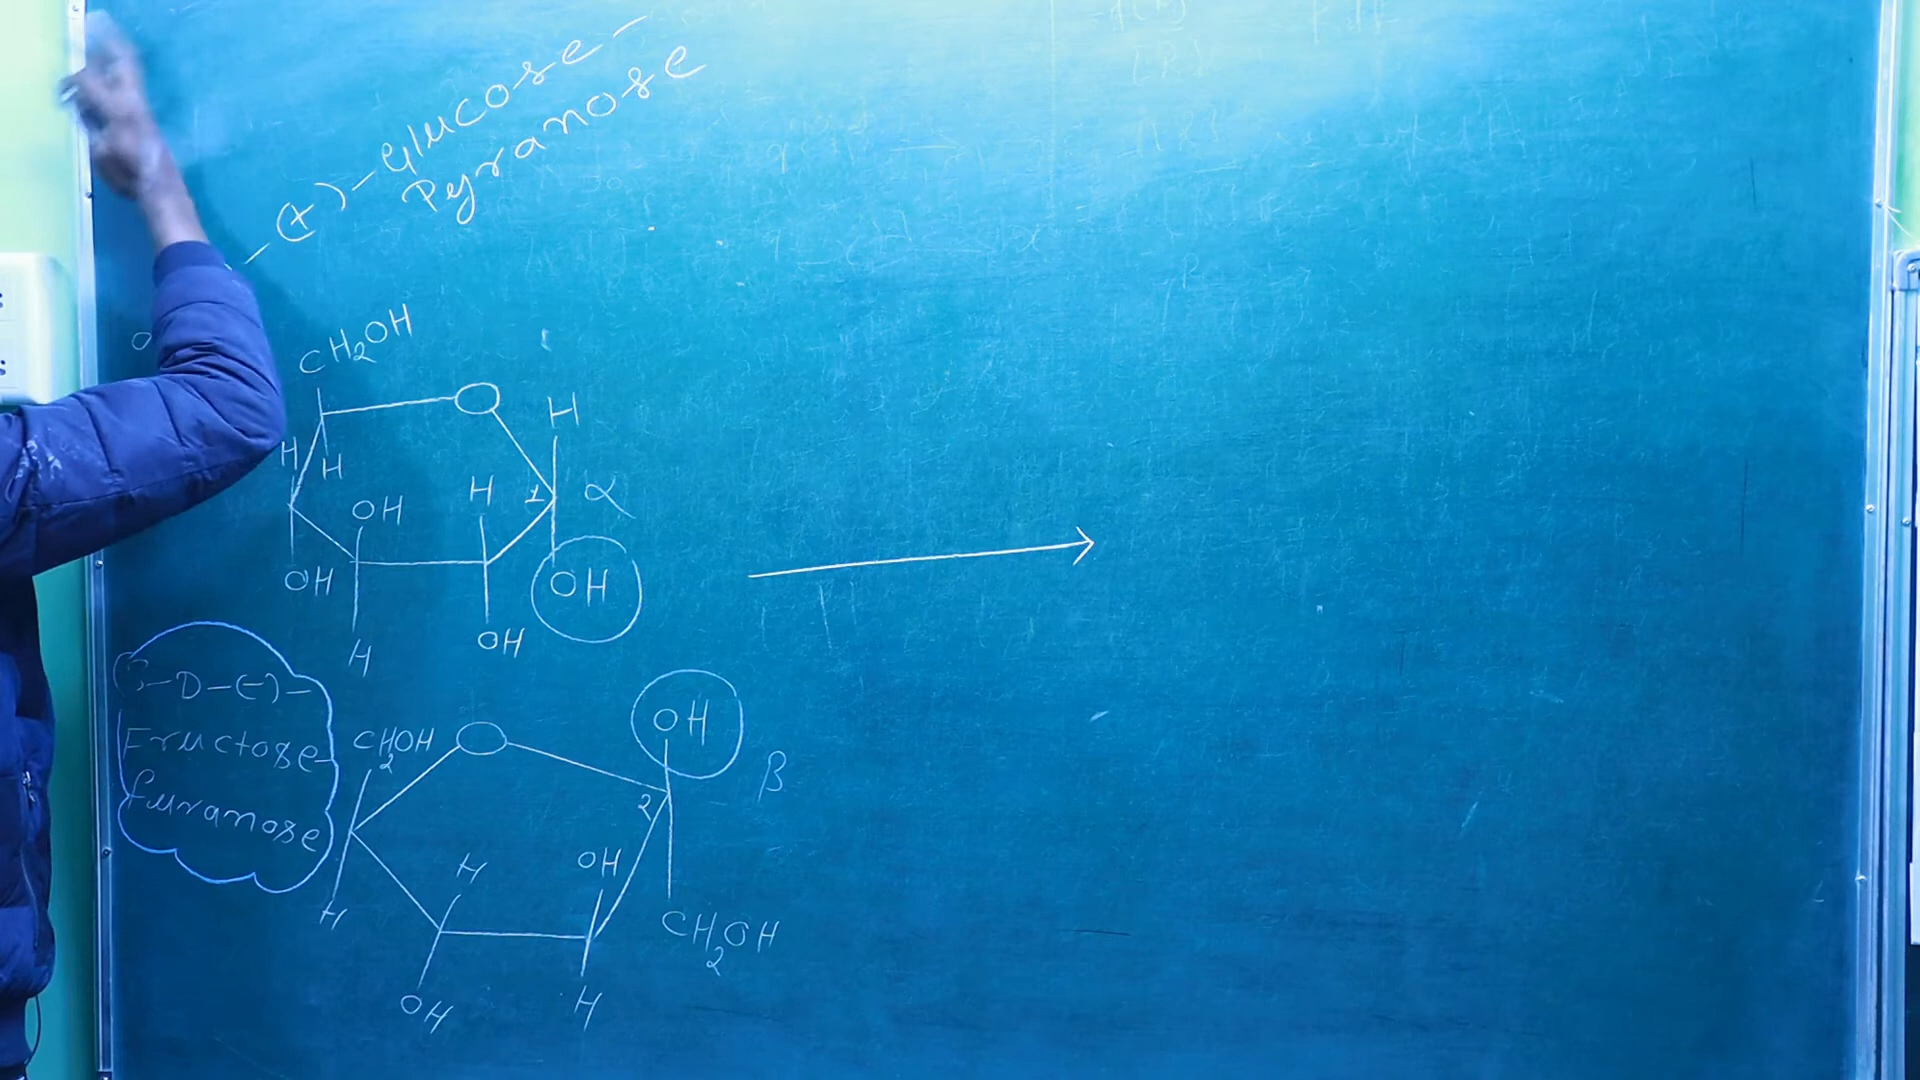 -(+)-Glucose-
Pyranose
CH2OH
H
H H
H 1 α
OH
OH OH
OH
H
β-D-(-)-
Fructose-
furanose
OH
CH2OH
β
2
H OH
H
CH2OH
OH H